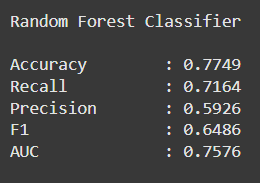 Random Forest Classifier
Accuracy : 0.7749
Recall : 0.7164
Precision : 0.5926
F1 : 0.6486
AUC : 0.7576